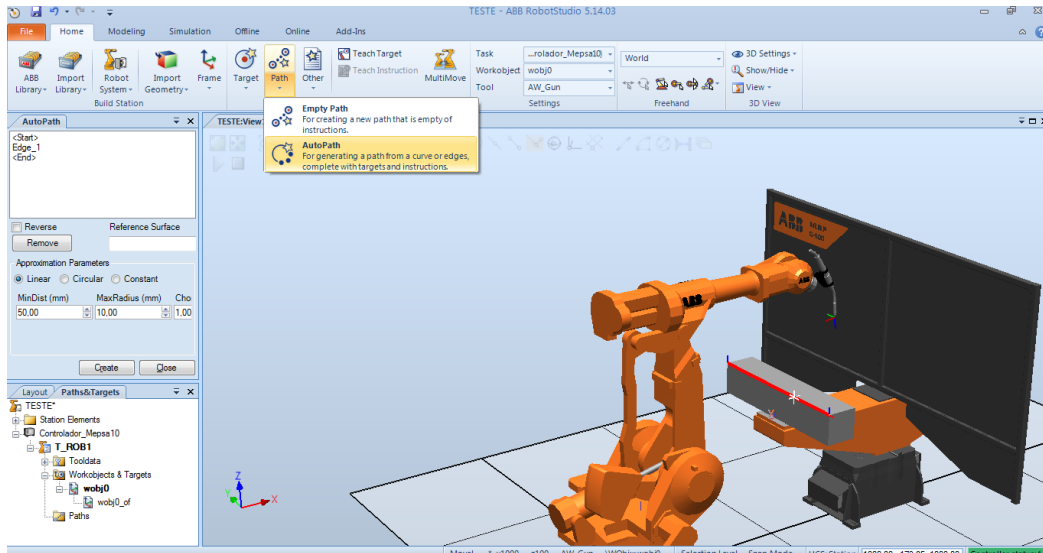 TESTE - ABB RobotStudio 5.14.03
File Home Modeling Simulation Offline Online Add-Ins
ABB Library Import Library Robot System Import Geometry Frame Target Path Other
Teach Target
Teach Instruction
MultiMove
Task ...rolador_Mepsa10)
Workobject wobj0
Tool AW_Gun
World
3D Settings
Show/Hide
View
Build Station Settings Freehand 3D View
Empty Path
For creating a new path that is empty of
instructions.
AutoPath
For generating a path from a curve or edges,
complete with targets and instructions.
AutoPath
TESTE:View
<Start>
Edge_1
<End>
Reverse Reference Surface
Remove
Approximation Parameters
Linear Circular Constant
MinDist (mm) MaxRadius (mm) Cho
50,00 10,00 1,00
Create Close
Layout Paths&Targets
TESTE*
Station Elements
Controlador_Mepsa10
T_ROB1
Tooldata
Workobjects & Targets
wobj0
wobj0_of
Paths
ABB
ABB
ABB
Z
Y
X